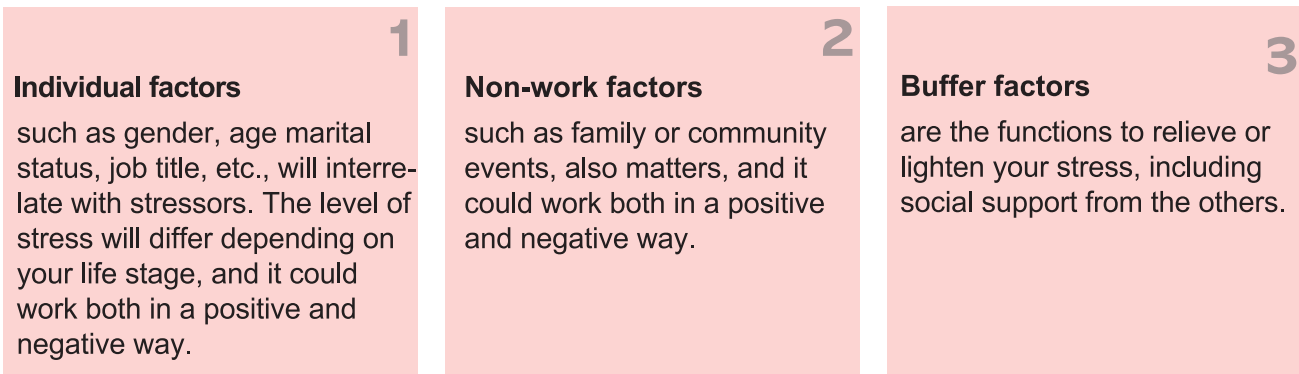 1
Individual factors
such as gender, age marital
status, job title, etc., will interre-
late with stressors. The level of
stress will differ depending on
your life stage, and it could
work both in a positive and
negative way.
2
Non-work factors
such as family or community
events, also matters, and it
could work both in a positive
and negative way.
3
Buffer factors
are the functions to relieve or
lighten your stress, including
social support from the others.